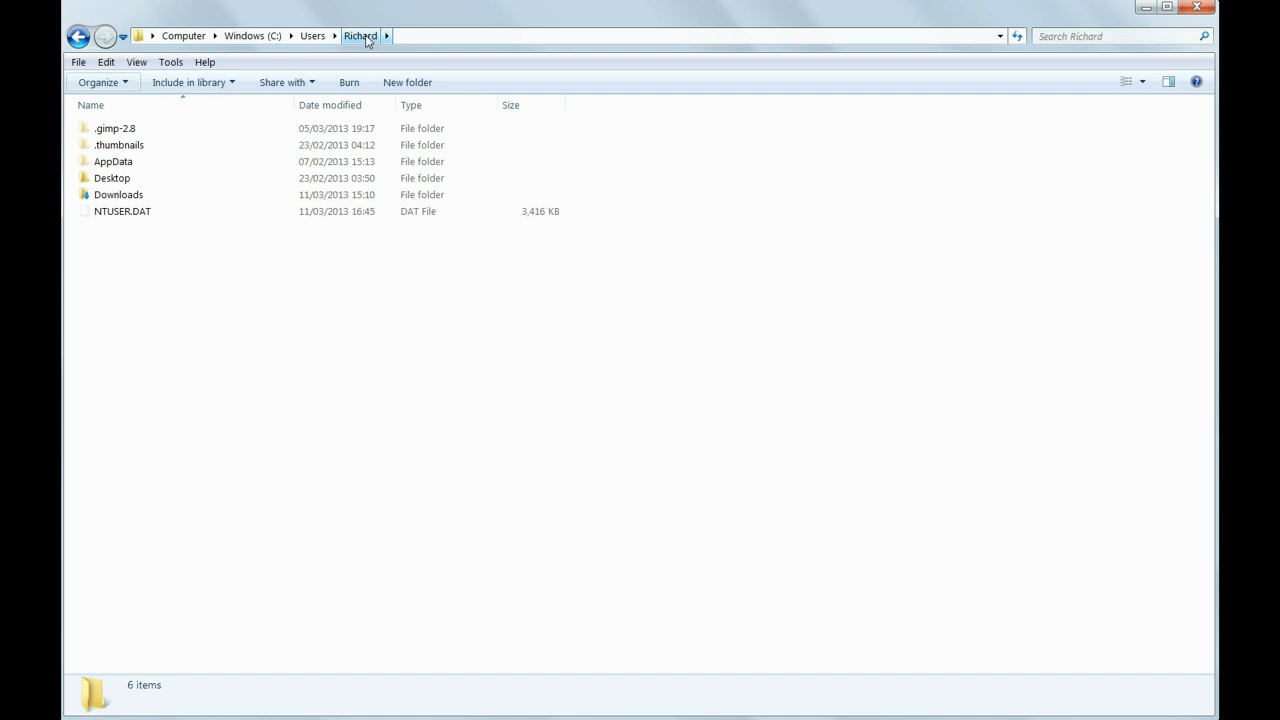 Computer Windows (C:) Users Richard Search Richard
File Edit View Tools Help
Organize Include in library Share with Burn New folder
Name Date modified Type Size
.gimp-2.8 05/03/2013 19:17 File folder
.thumbnails 23/02/2013 04:12 File folder
AppData 07/02/2013 15:13 File folder
Desktop 23/02/2013 03:50 File folder
Downloads 11/03/2013 15:10 File folder
NTUSER.DAT 11/03/2013 16:45 DAT File 3,416 KB
6 items